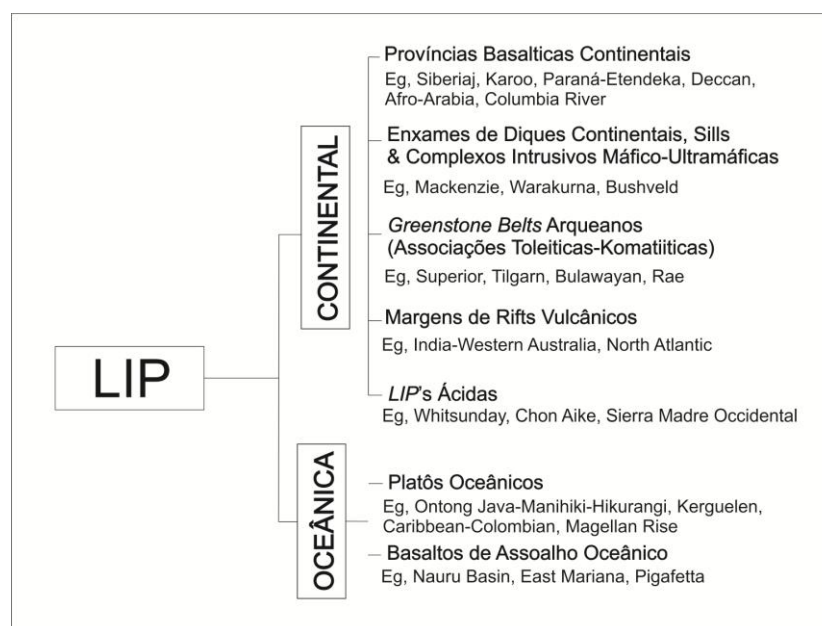 LIP
CONTINENTAL
Províncias Basalticas Continentais
Eg, Siberiaj, Karoo, Paraná-Etendeka, Deccan,
Afro-Arabia, Columbia River
Enxames de Diques Continentais, Sills
& Complexos Intrusivos Máfico-Ultramáficas
Eg, Mackenzie, Warakurna, Bushveld
Greenstone Belts Arqueanos
(Associações Toleiticas-Komatiiticas)
Eg, Superior, Tilgarn, Bulawayan, Rae
Margens de Rifts Vulcânicos
Eg, India-Western Australia, North Atlantic
LIP's Ácidas
Eg, Whitsunday, Chon Aike, Sierra Madre Occidental
OCEÂNICA
Platôs Oceânicos
Eg, Ontong Java-Manihiki-Hikurangi, Kerguelen,
Caribbean-Colombian, Magellan Rise
Basaltos de Assoalho Oceânico
Eg, Nauru Basin, East Mariana, Pigafetta